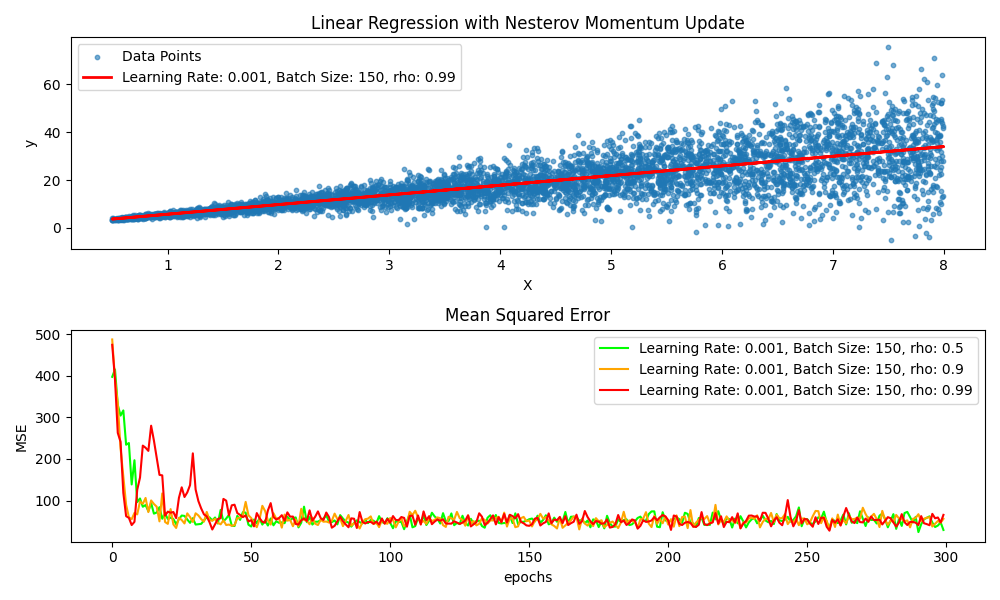 Linear Regression with Nesterov Momentum Update
Data Points
Learning Rate: 0.001, Batch Size: 150, rho: 0.99
y
60
40
20
0
1 2 3 4 5 6 7 8
X
Mean Squared Error
Learning Rate: 0.001, Batch Size: 150, rho: 0.5
Learning Rate: 0.001, Batch Size: 150, rho: 0.9
Learning Rate: 0.001, Batch Size: 150, rho: 0.99
MSE
500
400
300
200
100
0 50 100 150 200 250 300
epochs